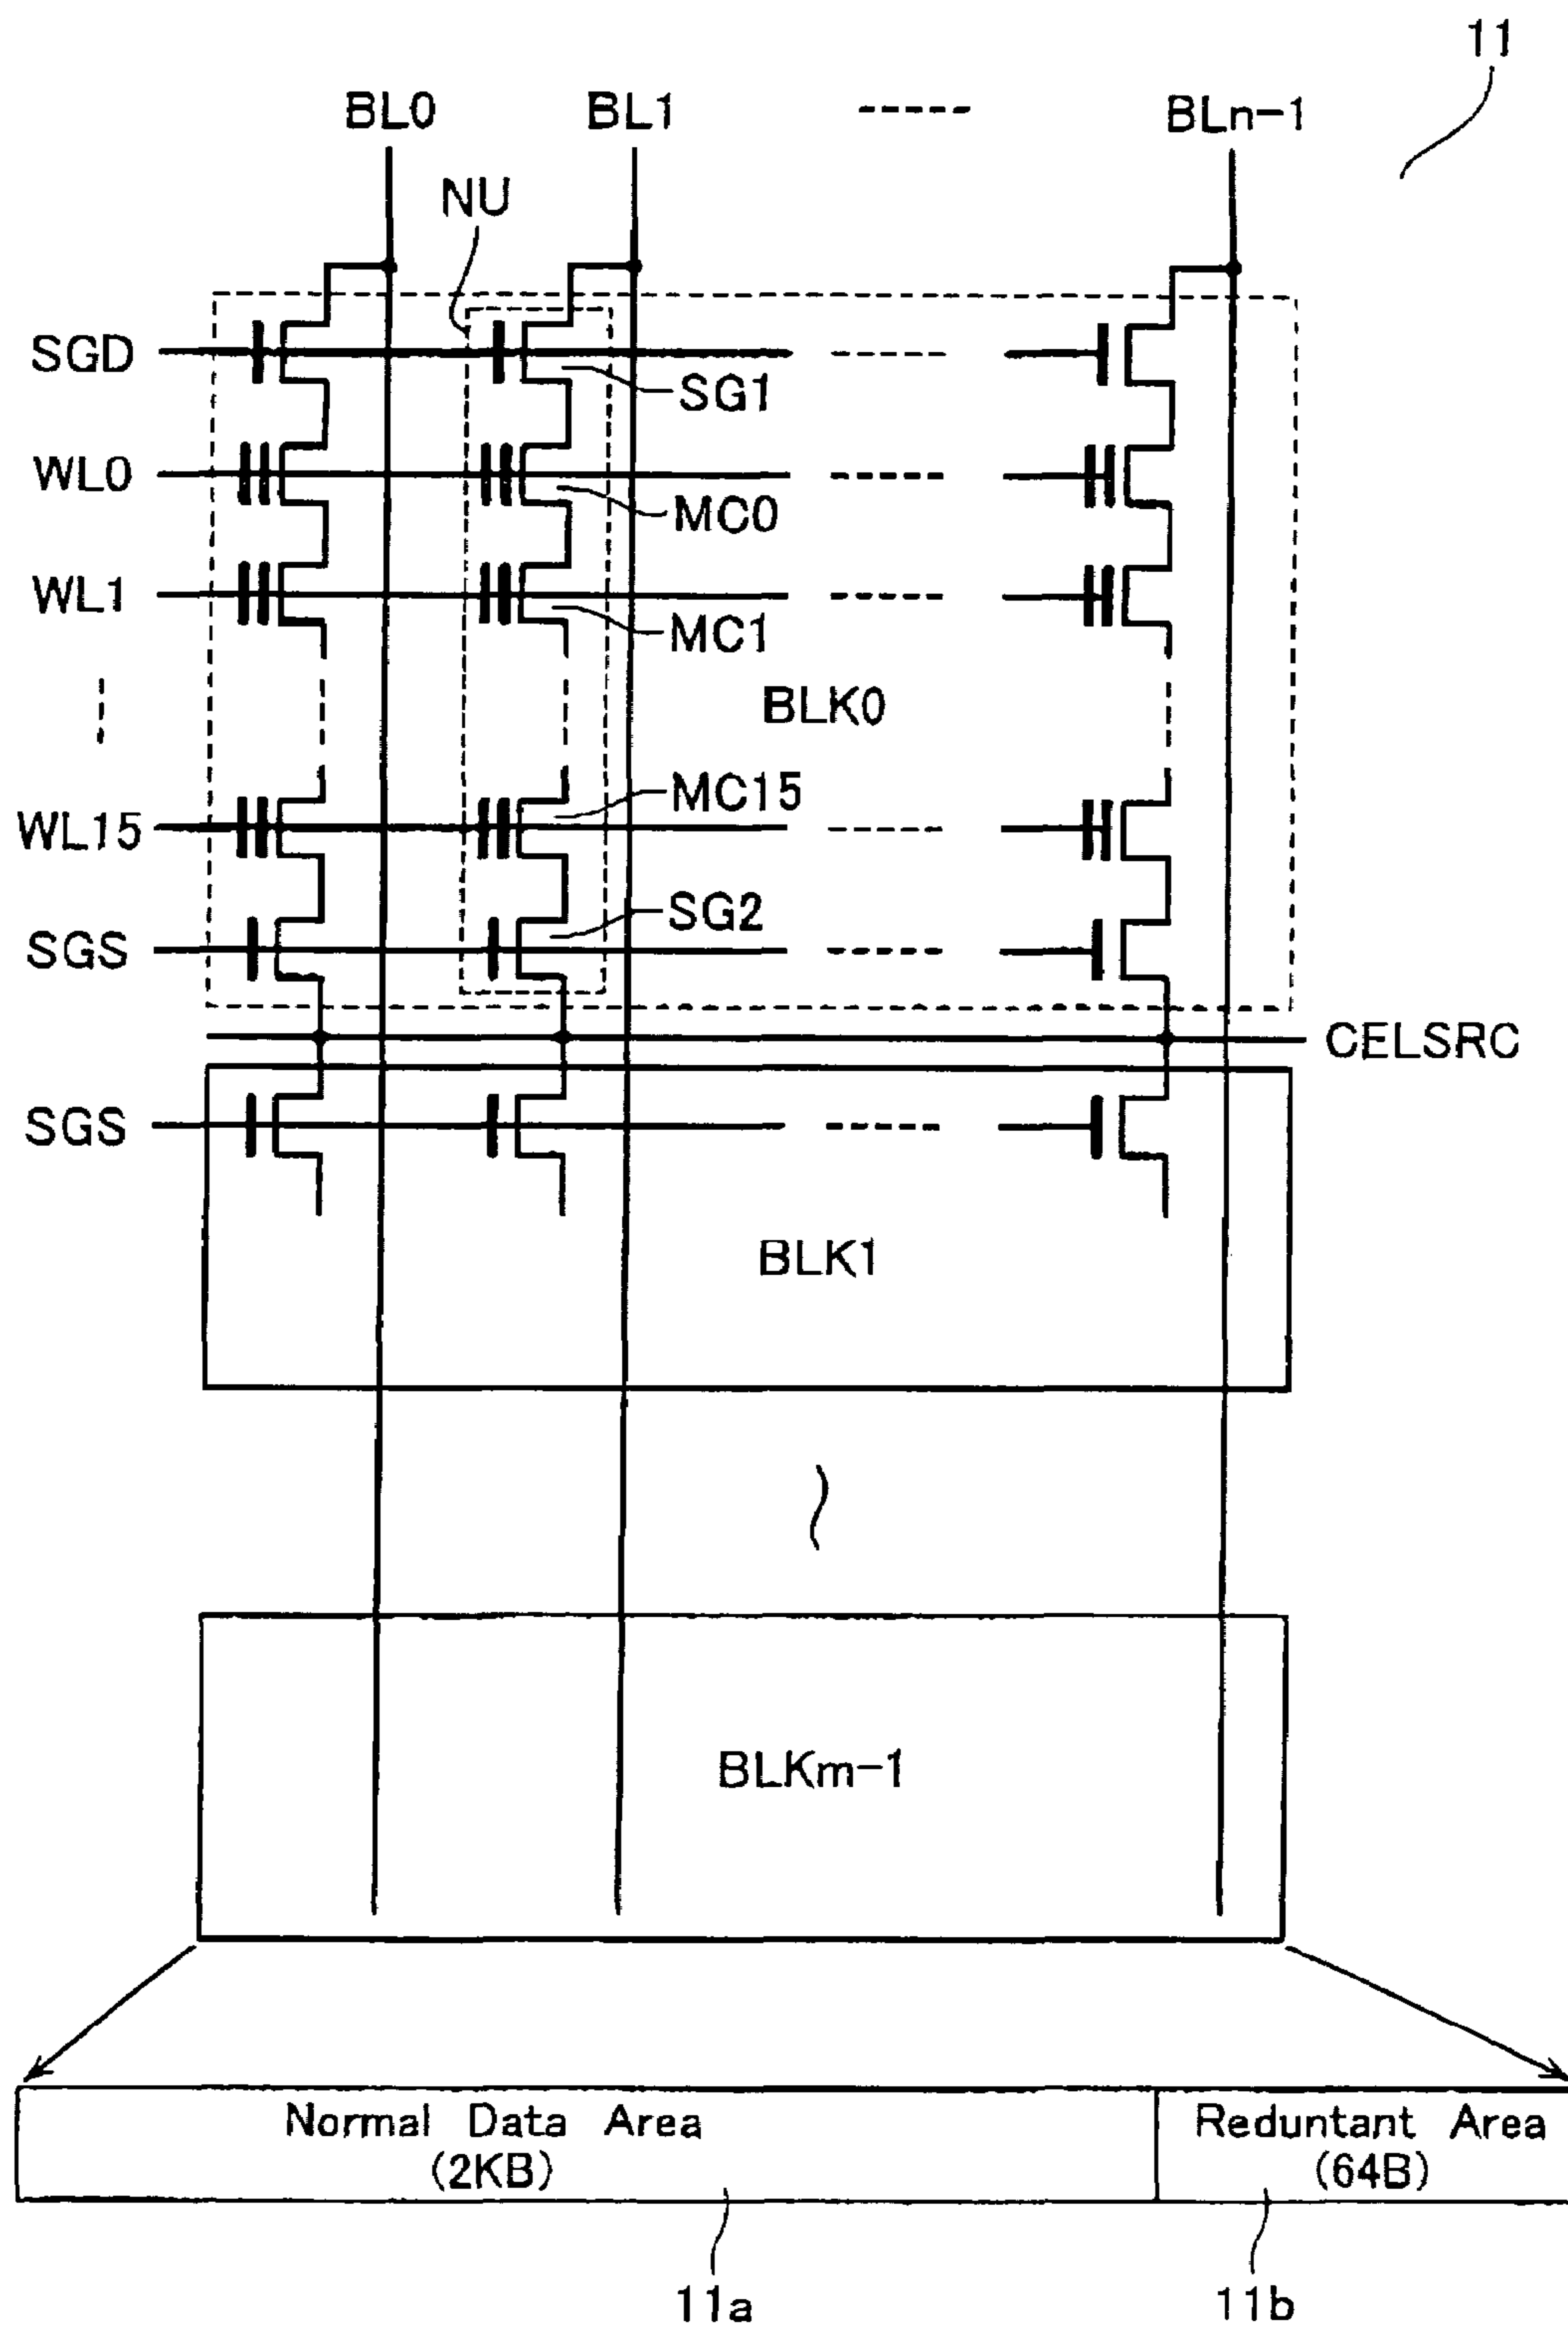 11
BL0 BL1 ----- BLn-1
NU
SGD
SG1
WL0
MC0
WL1
MC1
BLK0
MC15
WL15
SG2
SGS
CELSRC
SGS
BLK1
BLKm-1
Normal Data Area
(2KB)
Reduntant Area
(64B)
11a
11b